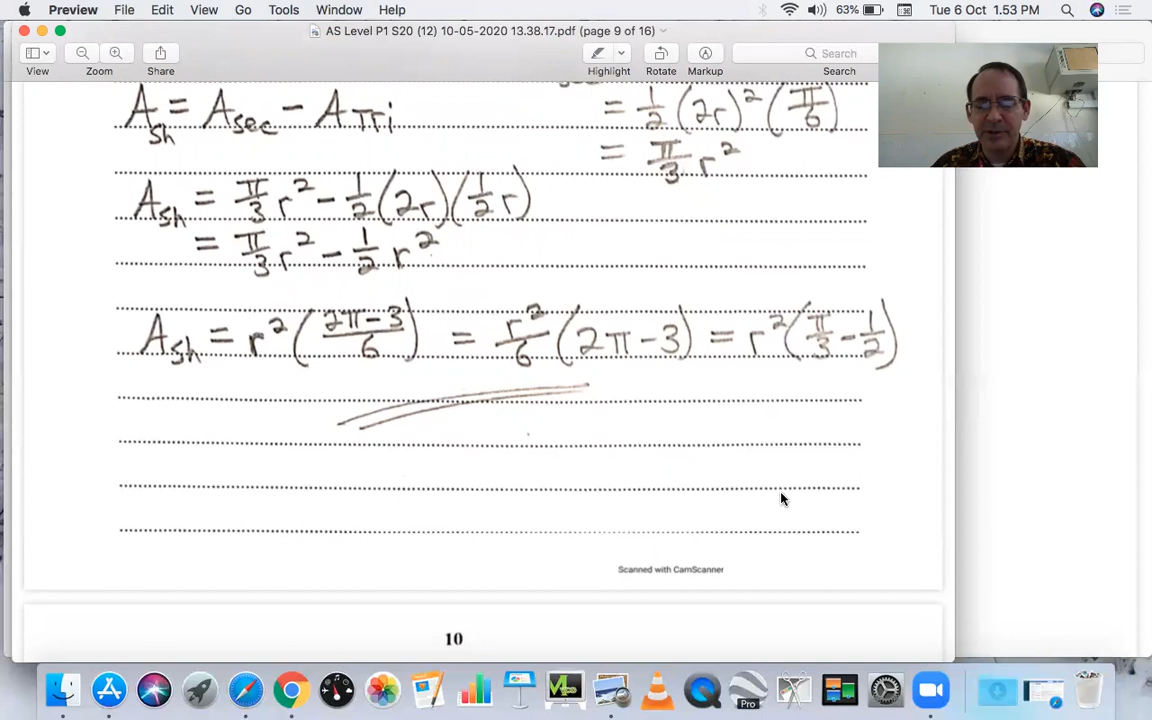 Preview File Edit View Go Tools Window Help 63% Tue 6 Oct 1.53 PM
AS Level P1 S20 (12) 10-05-2020 13.38.17.pdf (page 9 of 16)
View Zoom Share Highlight Rotate Markup Search
Search
A_sh = A_sec − A_Tri
= 1/2 (2r)² (π/6)
= π/3 r²
A_sh = π/3 r² − 1/2 (2r)(1/2 r)
= π/3 r² − 1/2 r²
A_sh = r² ((2π−3)/6) = r²/6 (2π−3) = r² (π/3 − 1/2)
Scanned with CamScanner
10
Pro